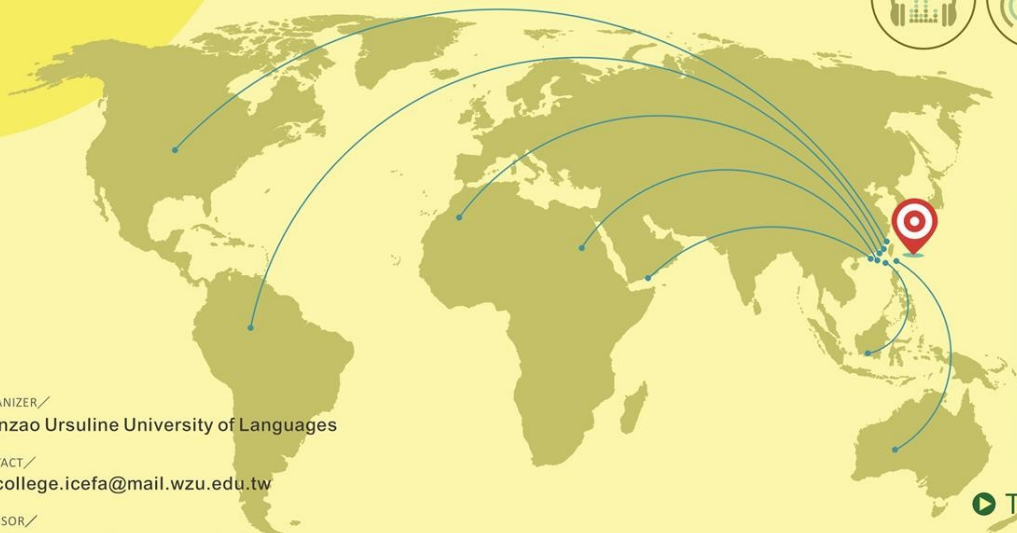 ANIZER／
nzao Ursuline University of Languages
TACT／
college.icefa@mail.wzu.edu.tw
SOR／
T